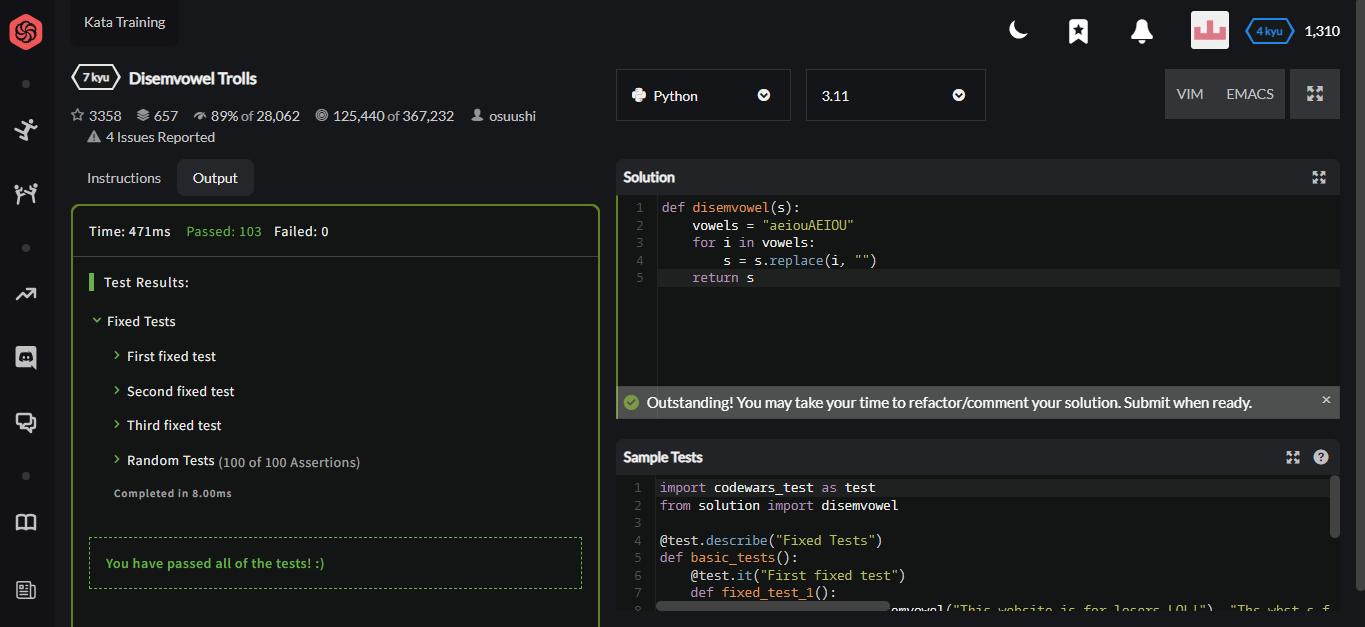 Kata Training
4 kyu 1,310
7 kyu Disemvowel Trolls
3358 657 89% of 28,062 125,440 of 367,232 osuushi
4 Issues Reported
Python
3.11
VIM EMACS
Instructions Output
Time: 471ms Passed: 103 Failed: 0
Test Results:
Fixed Tests
First fixed test
Second fixed test
Third fixed test
Random Tests (100 of 100 Assertions)
Completed in 8.00ms
You have passed all of the tests! :)
Solution
1 def disemvowel(s):
2 vowels = "aeiouAEIOU"
3 for i in vowels:
4 s = s.replace(i, "")
5 return s
Outstanding! You may take your time to refactor/comment your solution. Submit when ready. ×
Sample Tests ?
1 import codewars_test as test
2 from solution import disemvowel
3
4 @test.describe("Fixed Tests")
5 def basic_tests():
6 @test.it("First fixed test")
7 def fixed_test_1():
8 emvowel("This website is for losers LOL!"), "Ths wbst s f